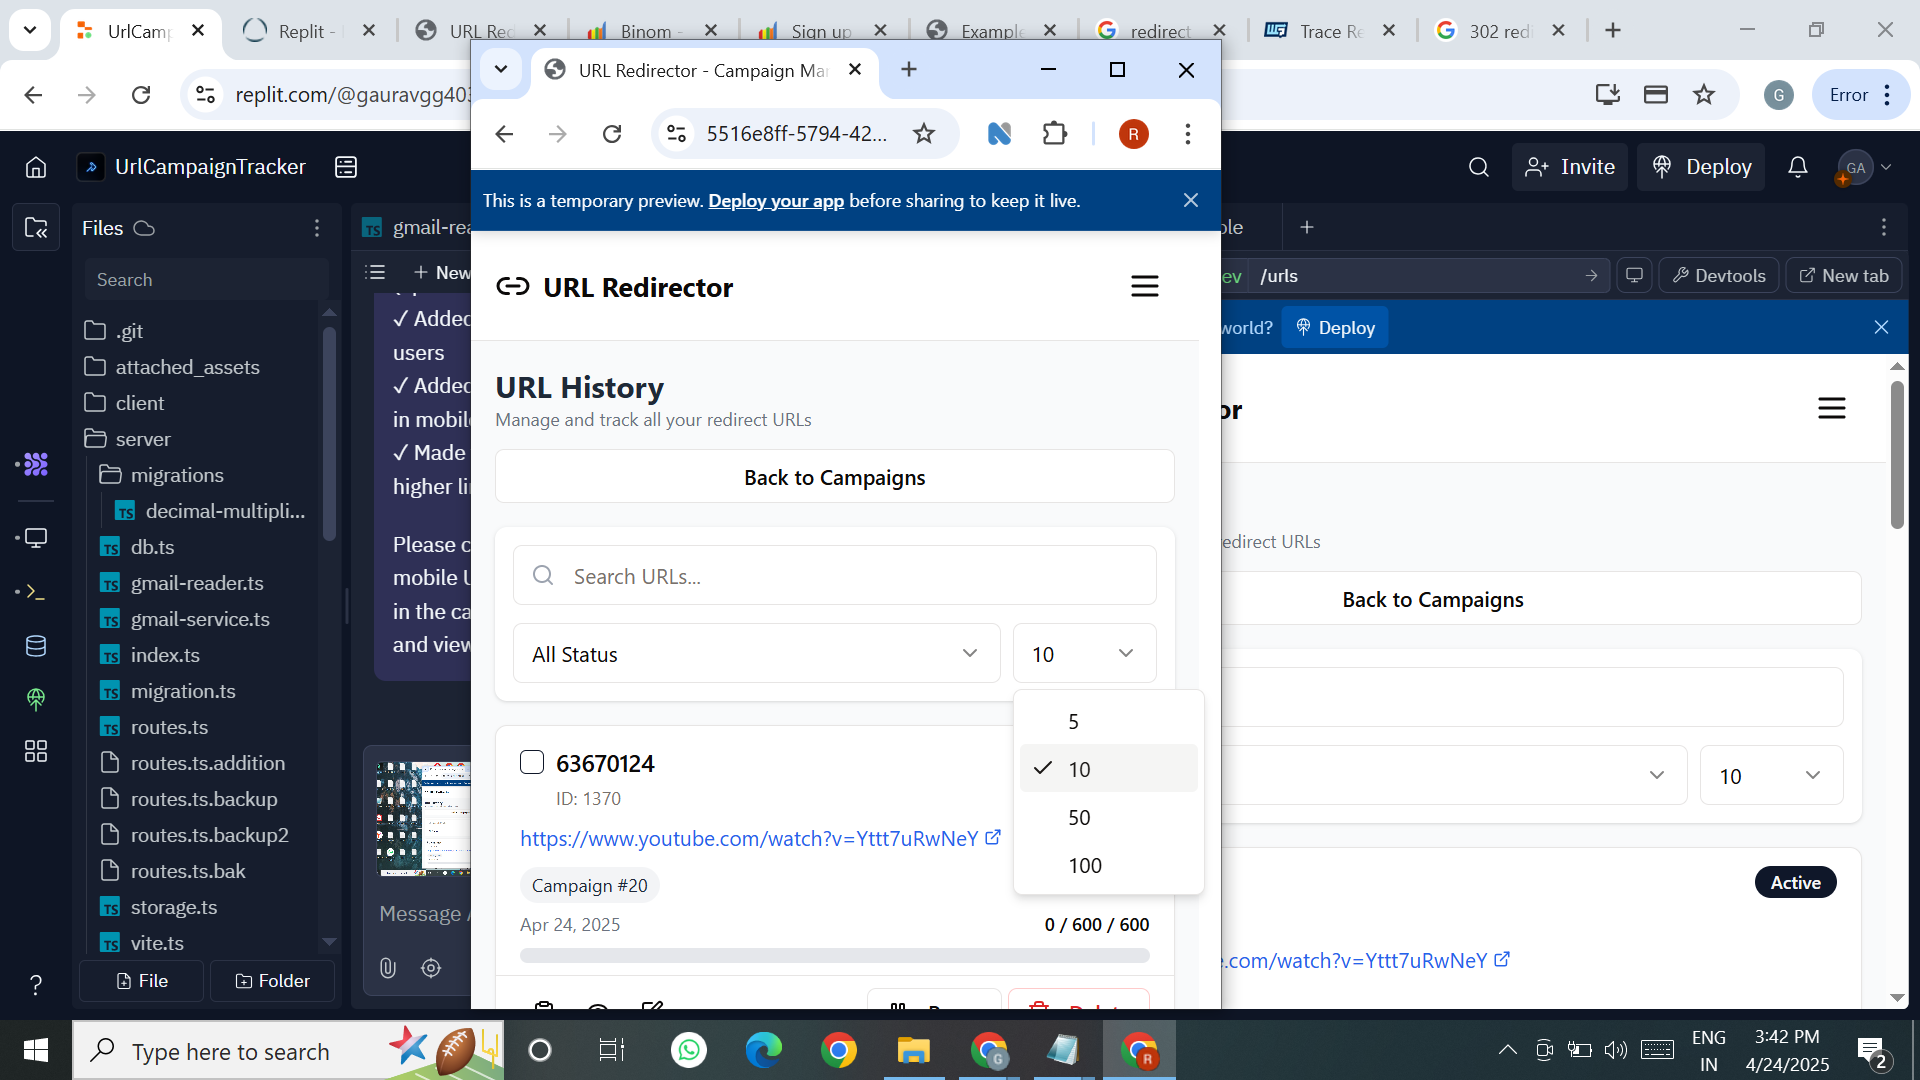 UrlCamp
Replit -
URL Red
Binom -
Sign up
Example
redirect
Trace Re
302 redi
replit.com/@gauravgg403
Error
G
URL Redirector - Campaign Mar
5516e8ff-5794-42...
R
This is a temporary preview. Deploy your app before sharing to keep it live.
UrlCampaignTracker
Invite
Deploy
GA
Files
gmail-rea
ble
Search
New
ev
/urls
Devtools
New tab
world?
Deploy
.git
attached_assets
client
server
migrations
decimal-multipli...
db.ts
gmail-reader.ts
gmail-service.ts
index.ts
migration.ts
routes.ts
routes.ts.addition
routes.ts.backup
routes.ts.backup2
routes.ts.bak
storage.ts
vite.ts
File
Folder
✓ Added
users
✓ Added
in mobil
✓ Made
higher li
Please c
mobile U
in the ca
and view
Message A
URL Redirector
URL History
Manage and track all your redirect URLs
Back to Campaigns
Search URLs...
All Status
10
5
10
50
100
63670124
ID: 1370
https://www.youtube.com/watch?v=Yttt7uRwNeY
Campaign #20
Apr 24, 2025
0 / 600 / 600
or
edirect URLs
Back to Campaigns
10
Active
e.com/watch?v=Yttt7uRwNeY
Type here to search
ENG
IN
3:42 PM
4/24/2025
2